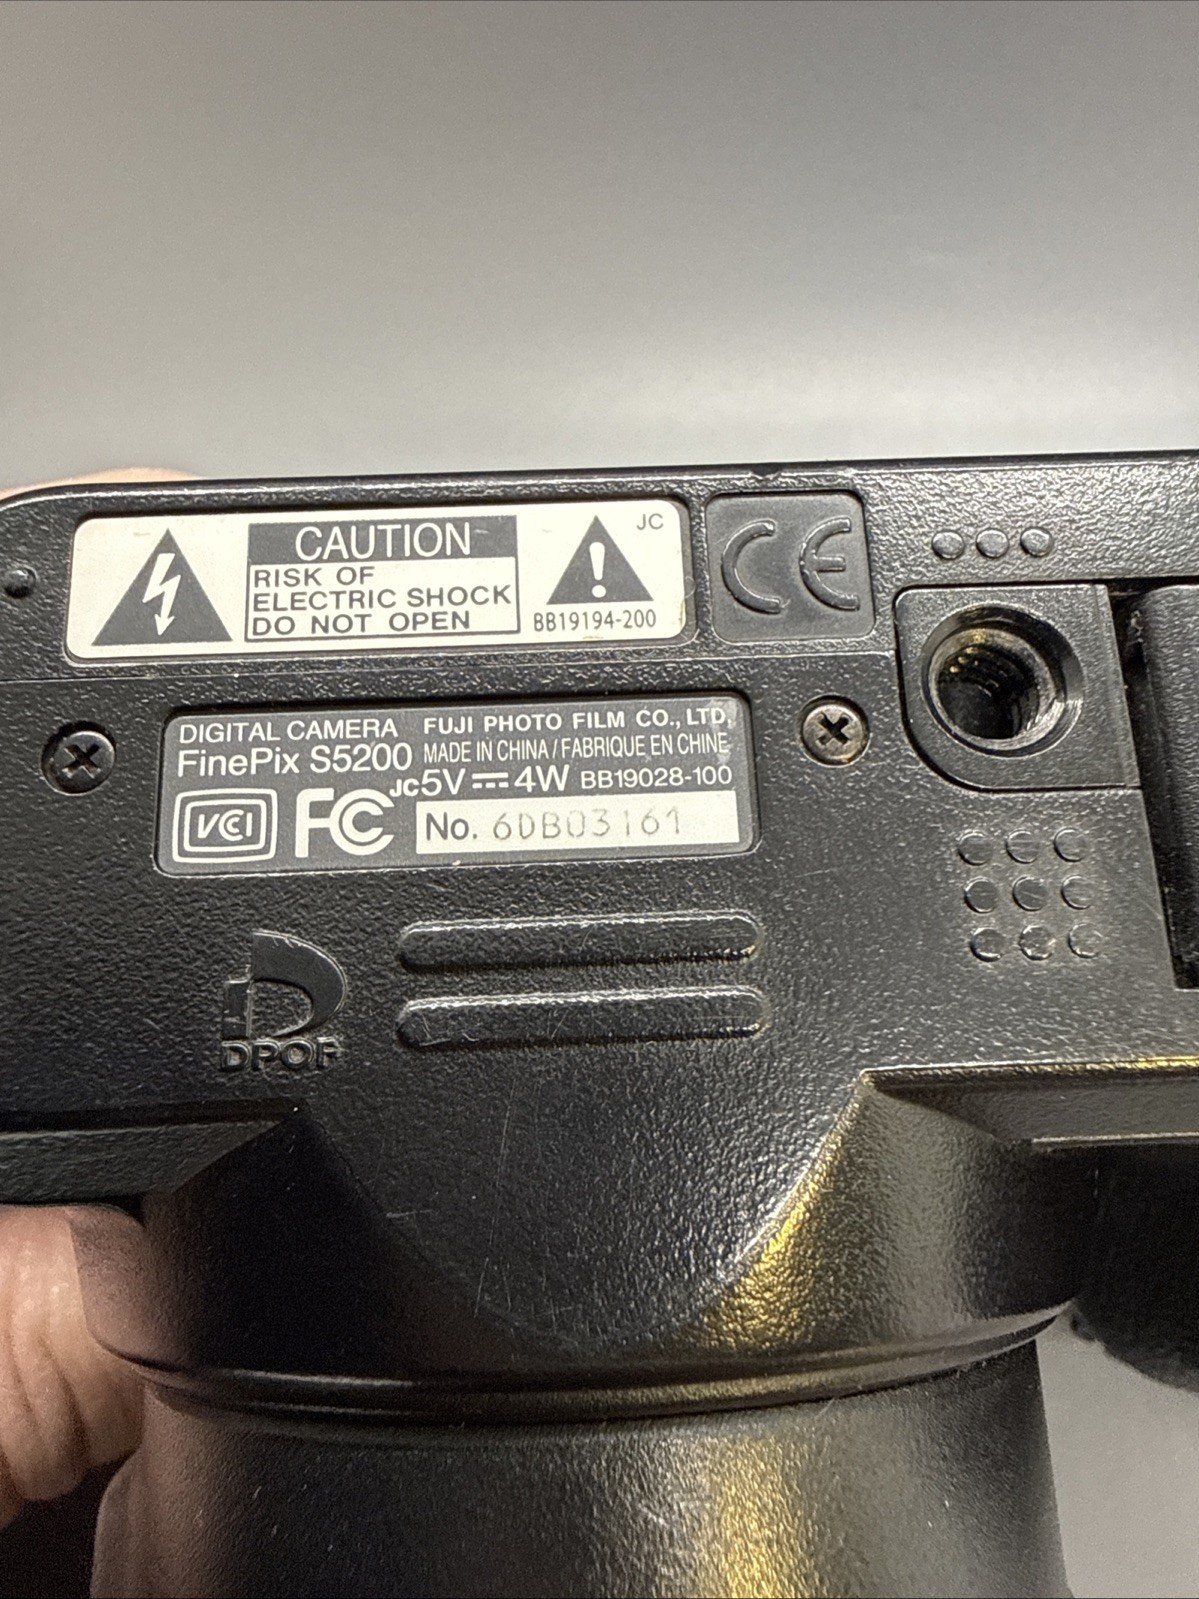 CAUTION
RISK OF
ELECTRIC SHOCK
DO NOT OPEN
JC
BB19194-200
CE
DIGITAL CAMERA
FinePix S5200
FUJI PHOTO FILM CO., LTD.
MADE IN CHINA / FABRIQUE EN CHINE
JC5V⎓4W BB19028-100
VCI
FC
No. 6DB03161
DPOF